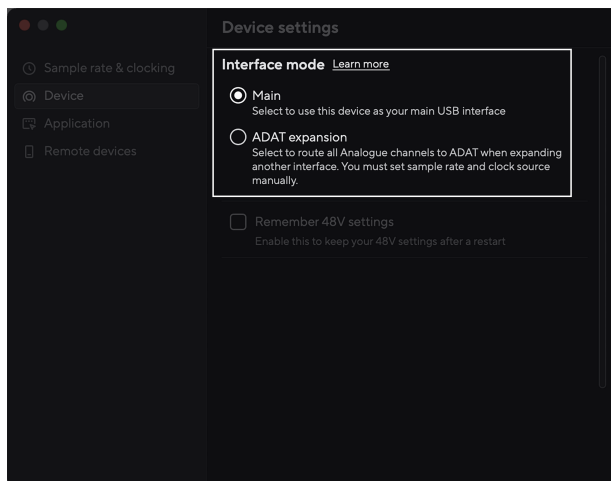 Device settings
Sample rate & clocking
Device
Application
Remote devices
Interface mode Learn more
Main
Select to use this device as your main USB interface
ADAT expansion
Select to route all Analogue channels to ADAT when expanding
another interface. You must set sample rate and clock source
manually.
Remember 48V settings
Enable this to keep your 48V settings after a restart